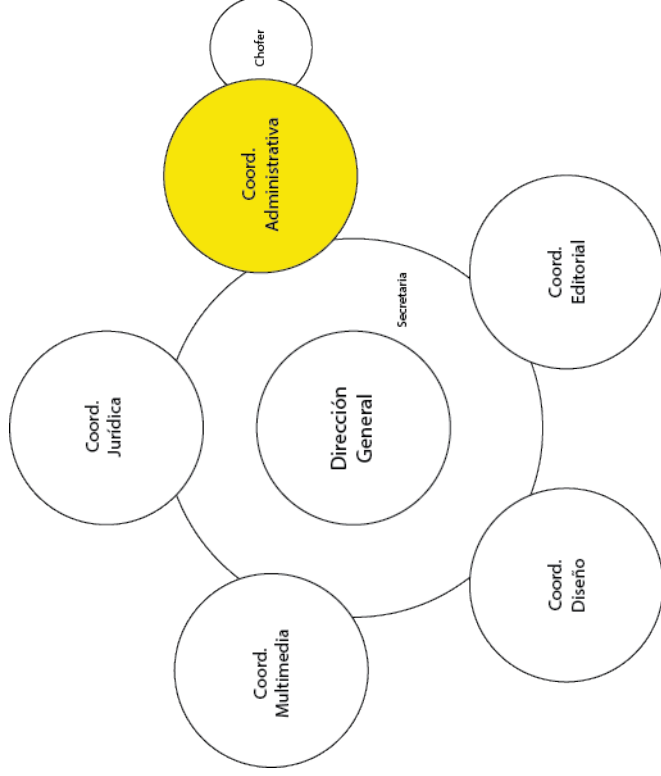 Coord.
Jurídica
Coord.
Multimedia
Coord.
Administrativa
Chofer
Dirección
General
Secretaria
Coord.
Diseño
Coord.
Editorial